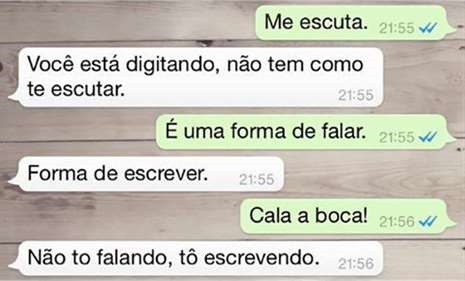 Me escuta. 21:55
Você está digitando, não tem como
te escutar. 21:55
É uma forma de falar. 21:55
Forma de escrever. 21:55
Cala a boca! 21:56
Não to falando, tô escrevendo. 21:56